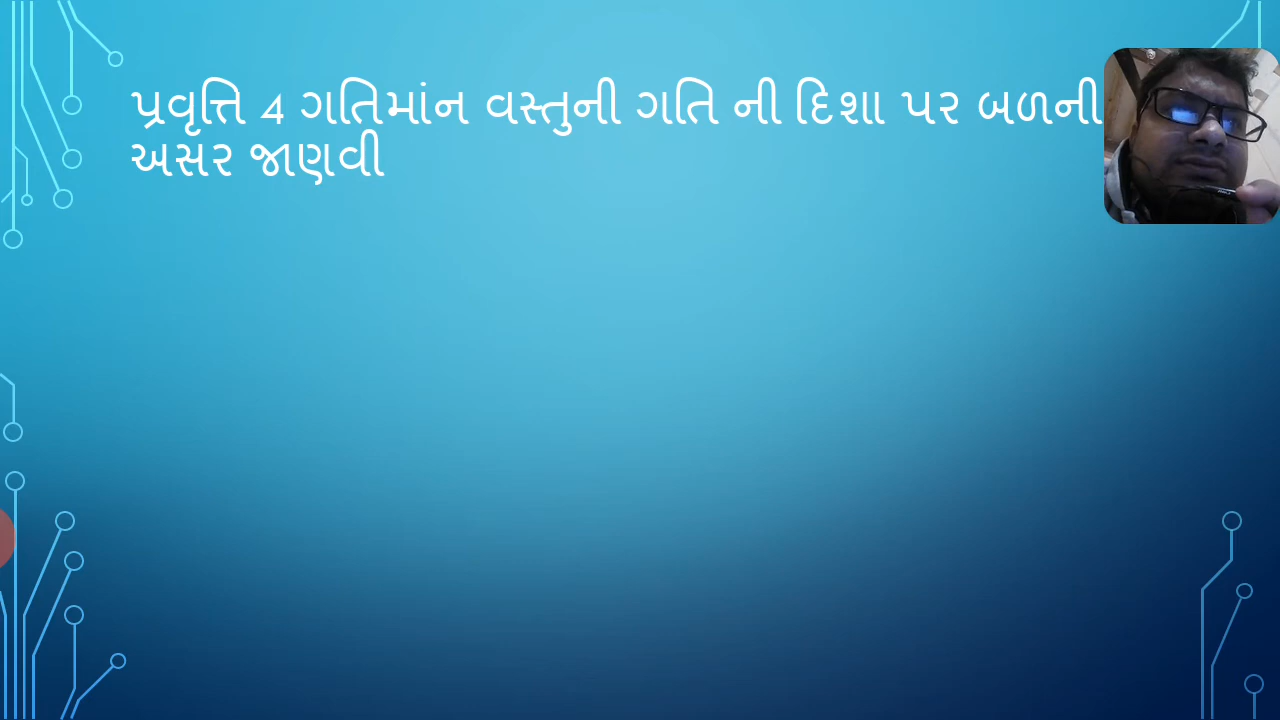 પ્રવૃત્તિ 4 ગતિમાંન વસ્તુની ગતિ ની દિશા પર બળની
અસર જાણવી